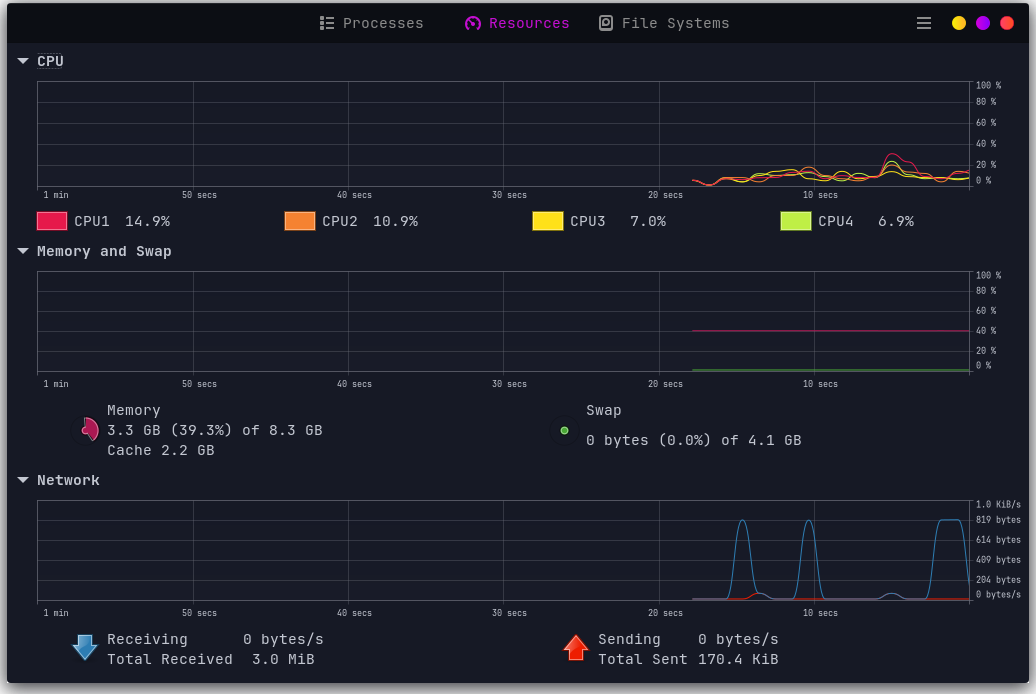 Processes Resources File Systems
CPU
100 %
80 %
60 %
40 %
20 %
0 %
1 min 50 secs 40 secs 30 secs 20 secs 10 secs
CPU1 14.9% CPU2 10.9% CPU3 7.0% CPU4 6.9%
Memory and Swap
100 %
80 %
60 %
40 %
20 %
0 %
1 min 50 secs 40 secs 30 secs 20 secs 10 secs
Memory
3.3 GB (39.3%) of 8.3 GB
Cache 2.2 GB
Swap
0 bytes (0.0%) of 4.1 GB
Network
1.0 KiB/s
819 bytes
614 bytes
409 bytes
204 bytes
0 bytes/s
1 min 50 secs 40 secs 30 secs 20 secs 10 secs
Receiving 0 bytes/s
Total Received 3.0 MiB
Sending 0 bytes/s
Total Sent 170.4 KiB